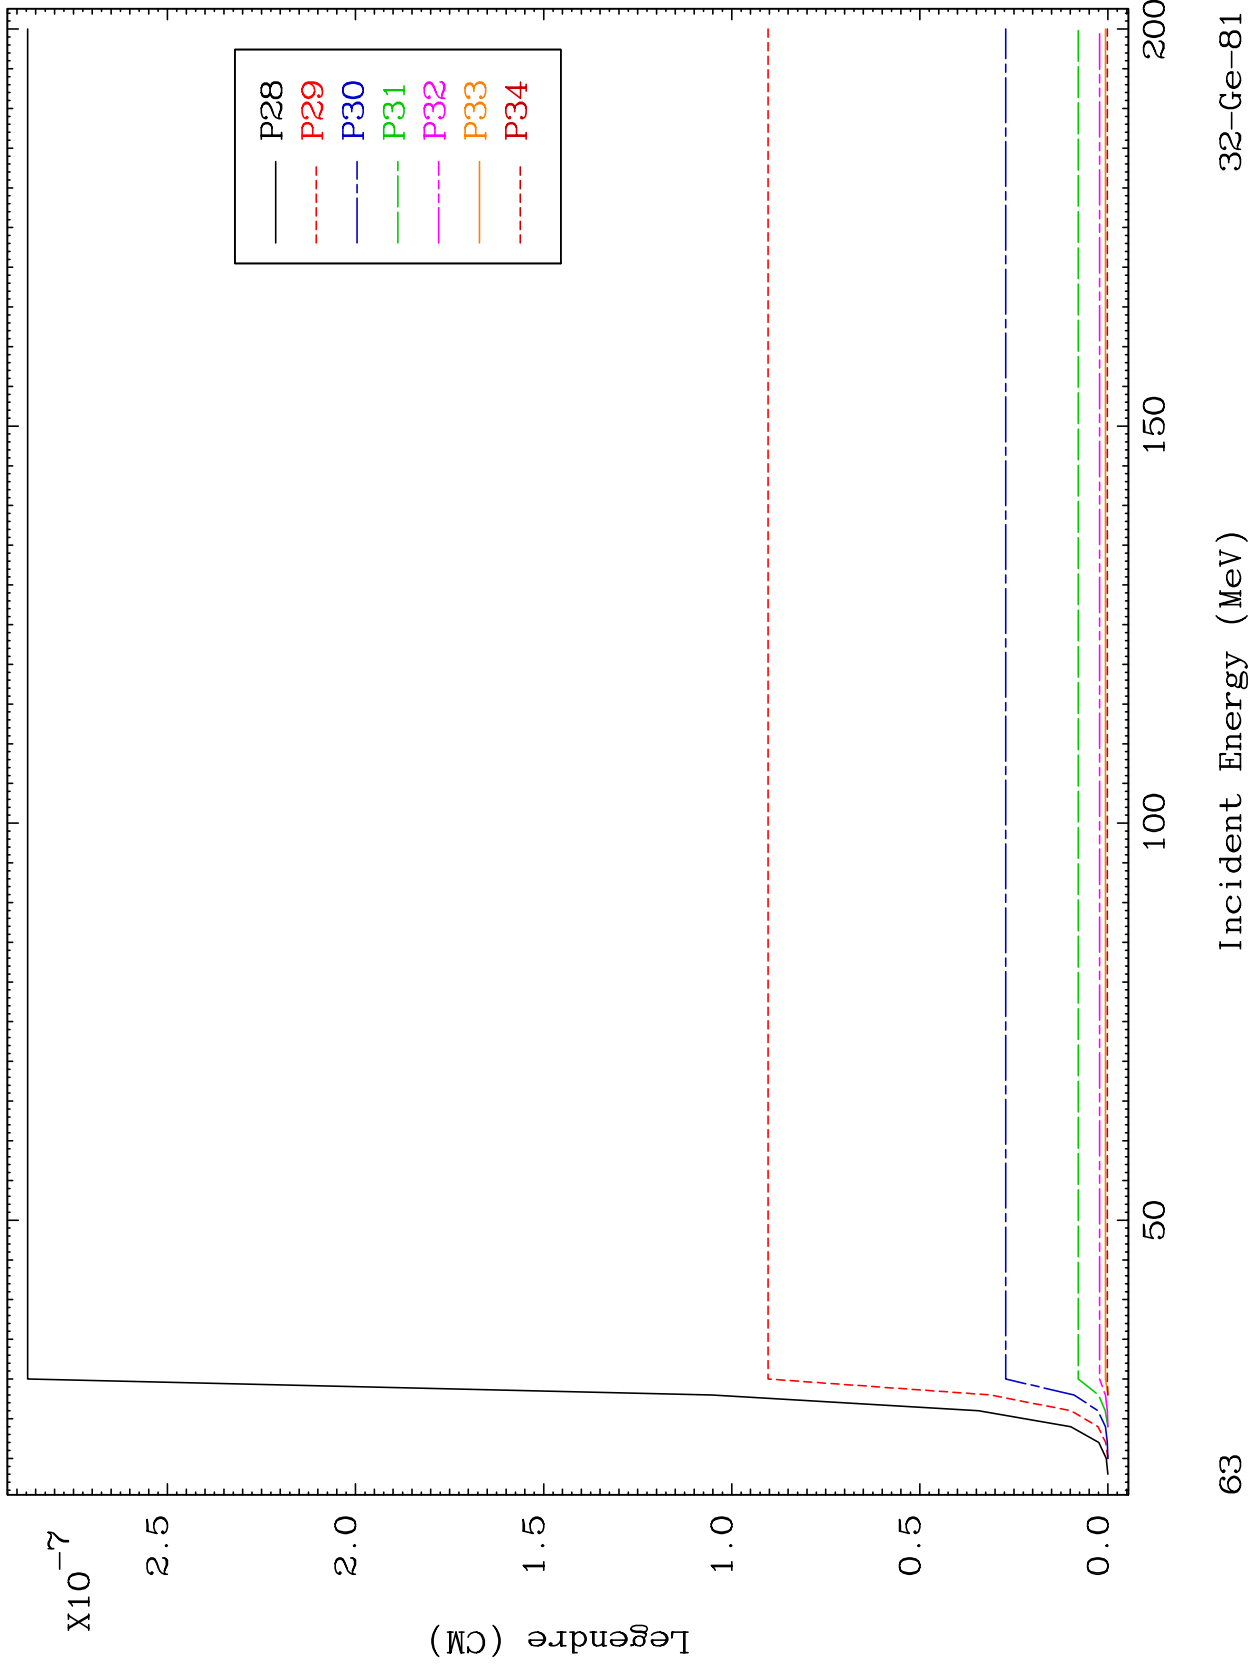 X10-7
2.5
2.0
1.5
1.0
0.5
0.0
Legendre (CM)
P28
P29
P30
P31
P32
P33
P34
50
100
150
200
63
Incident Energy (MeV)
32-Ge-81